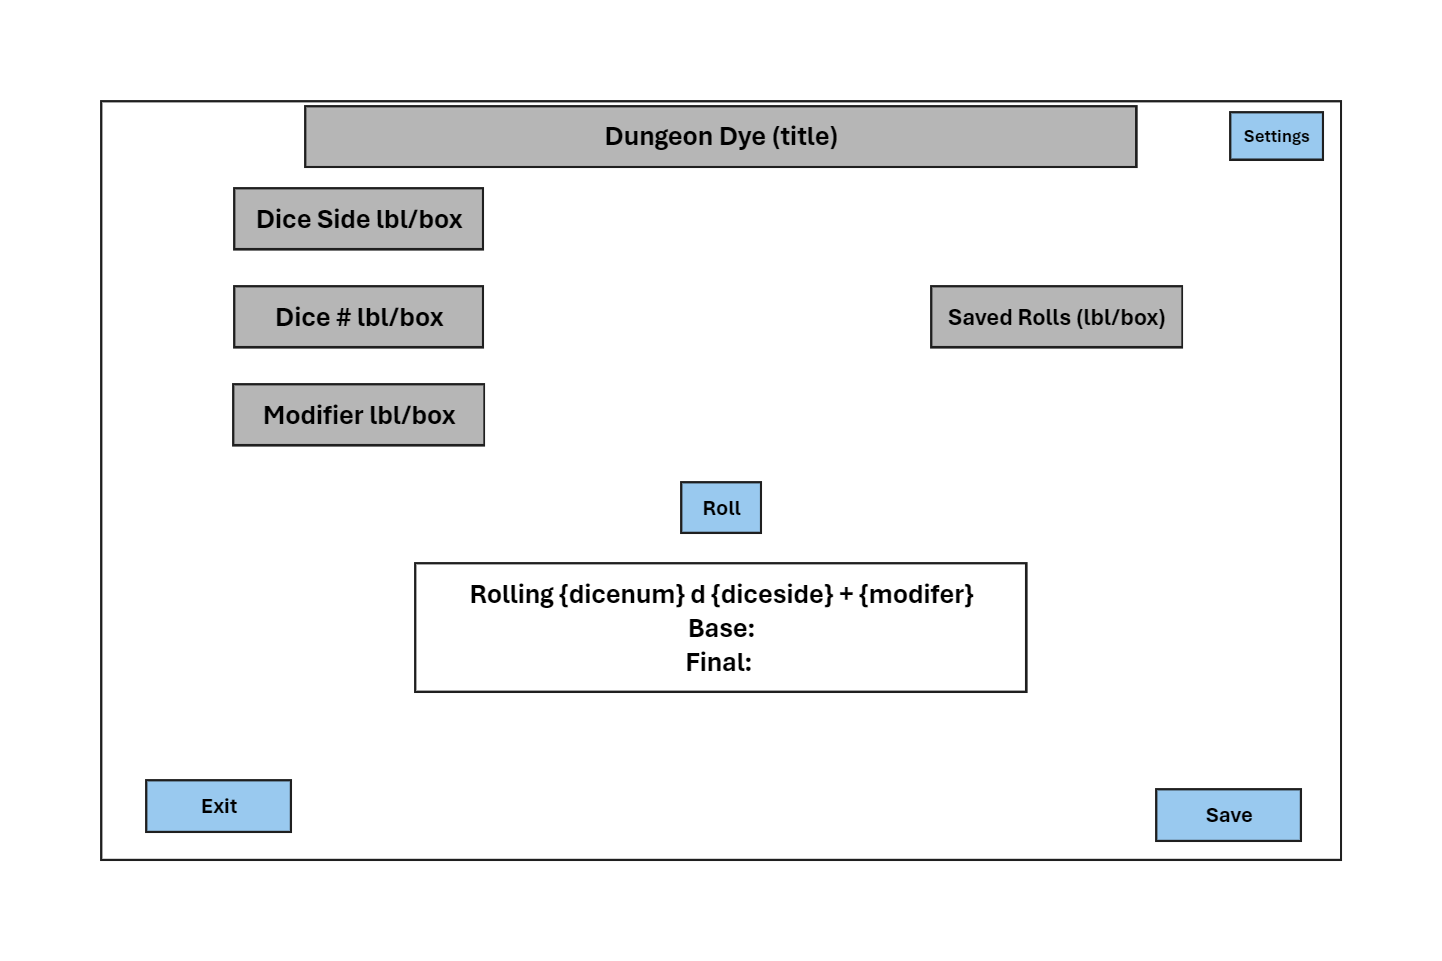 Dungeon Dye (title)
Settings
Dice Side lbl/box
Dice # lbl/box
Saved Rolls (lbl/box)
Modifier lbl/box
Roll
Rolling {dicenum} d {diceside} + {modifer}
Base:
Final:
Exit
Save